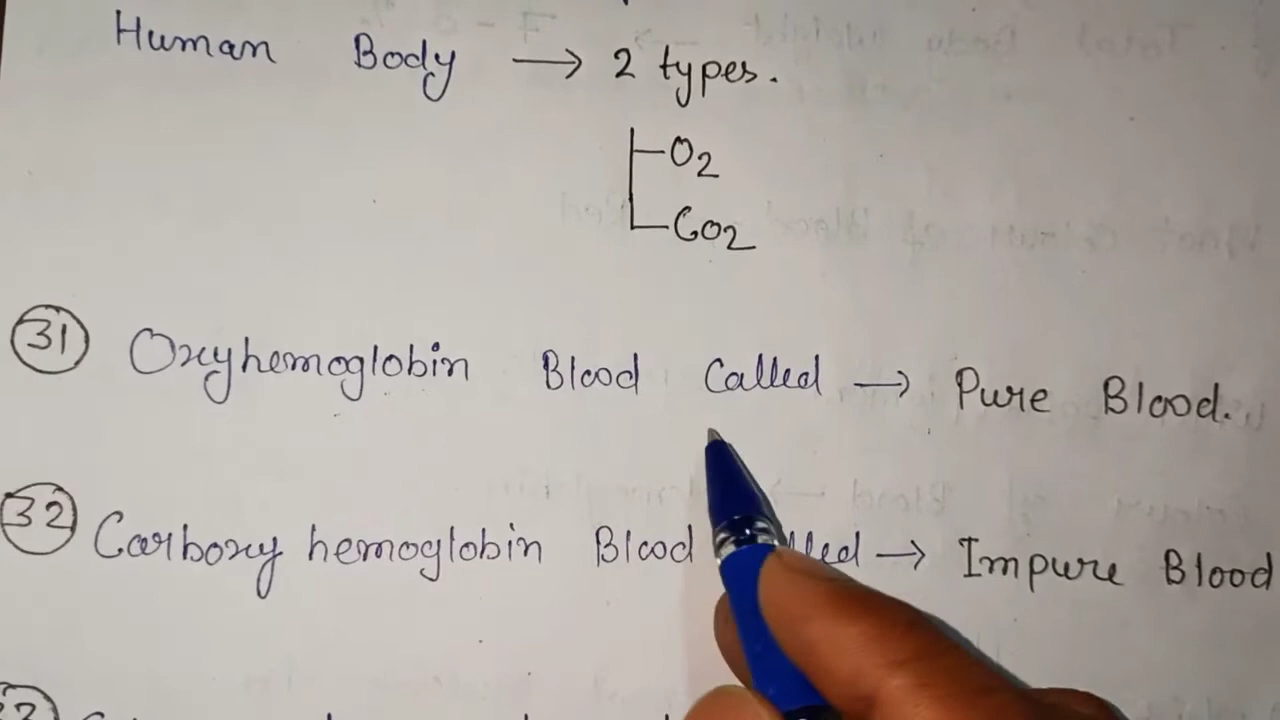 Human Body → 2 types.
O2
CO2
31 Oxyhemoglobin Blood Called → Pure Blood.
32 Carboxy hemoglobin Blood → Impure Blood